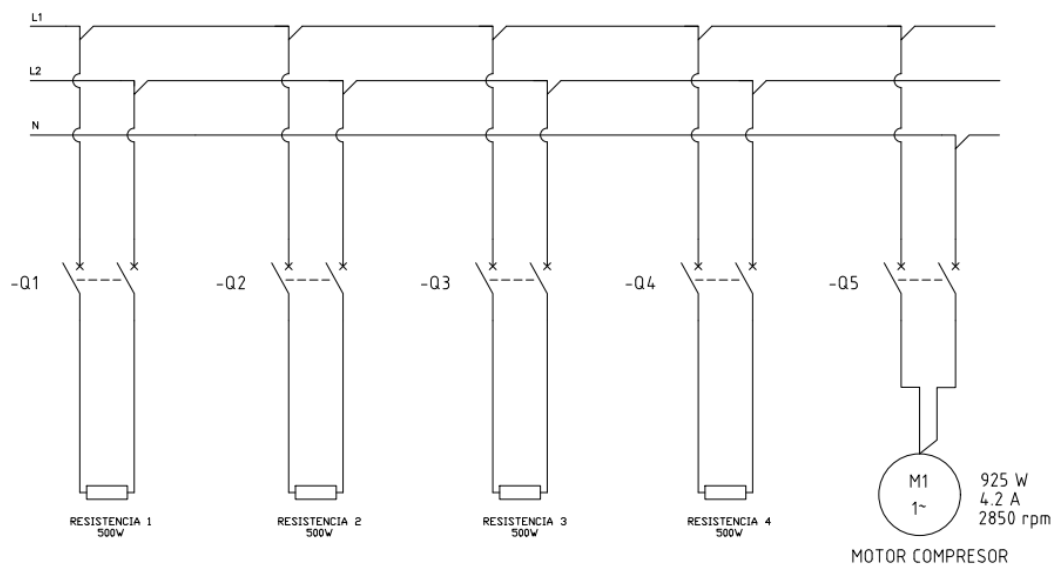 L1
L2
N
-Q1
-Q2
-Q3
-Q4
-Q5
RESISTENCIA 1
500W
RESISTENCIA 2
500W
RESISTENCIA 3
500W
RESISTENCIA 4
500W
M1
1~
925 W
4.2 A
2850 rpm
MOTOR COMPRESOR